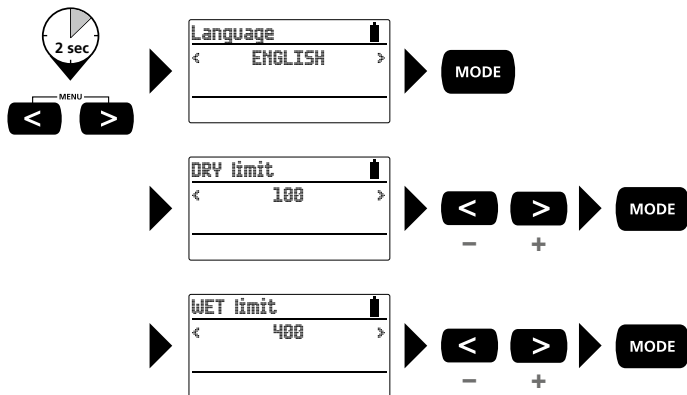 2 sec
MENU
< >
Language
< ENGLISH >
MODE
DRY limit
< 100 >
< >
MODE
- +
WET limit
< 400 >
< >
MODE
- +